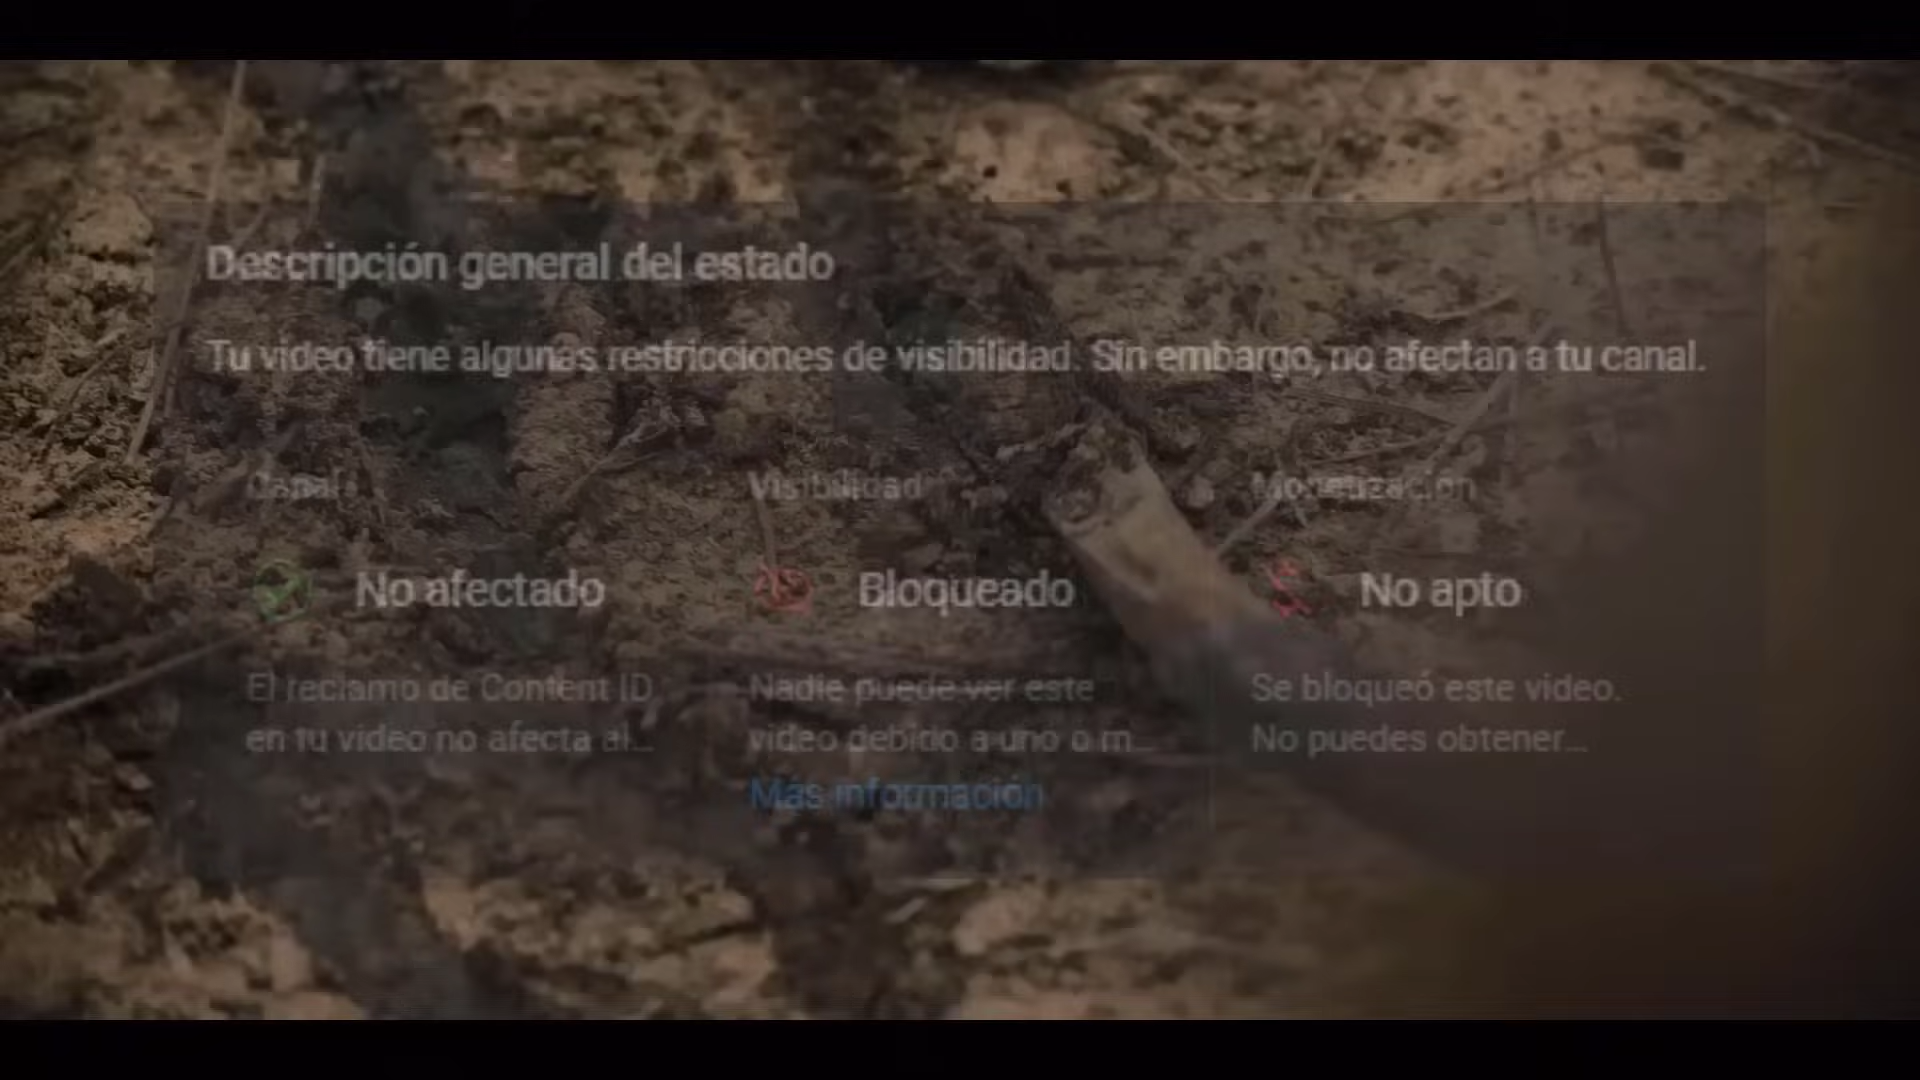 Descripción general del estado
Tu video tiene algunas restricciones de visibilidad. Sin embargo, no afectan a tu canal.
Canal
Visibilidad
Monetización
No afectado
Bloqueado
No apto
El reclamo de Content ID
en tu video no afecta al...
Nadie puede ver este
video debido a uno o m...
Más información
Se bloqueó este video.
No puedes obtener...